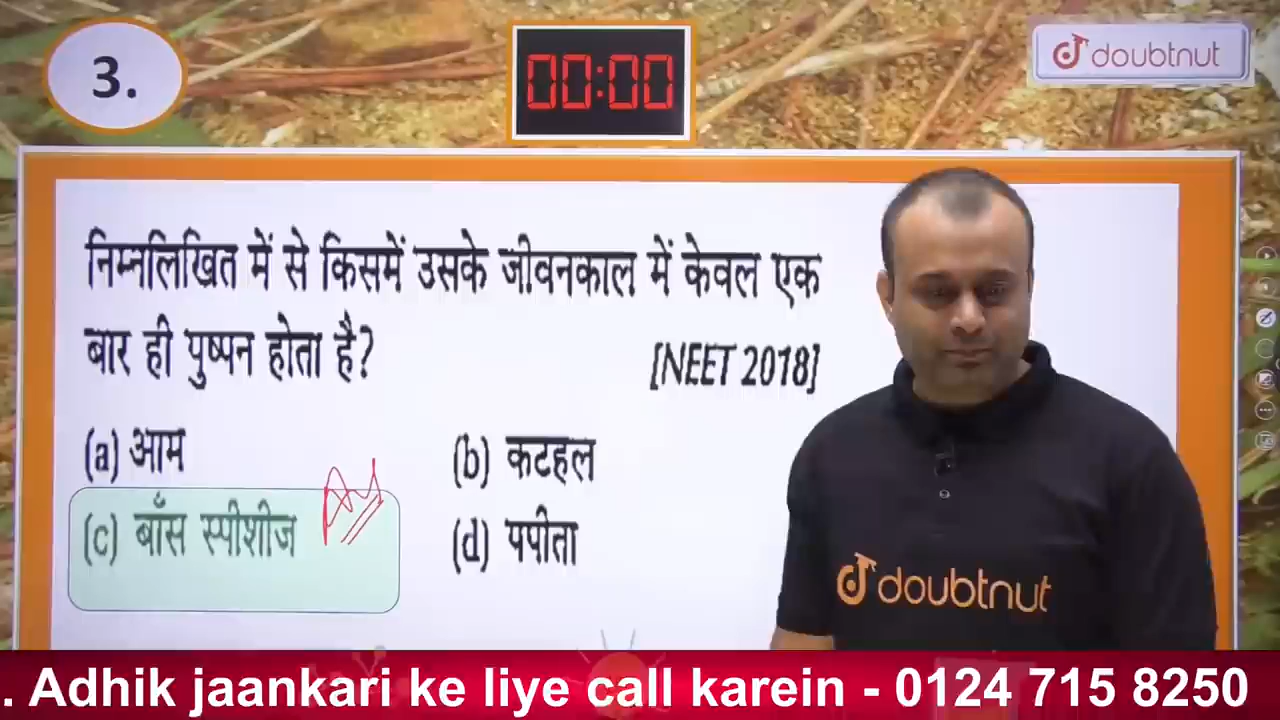 3.
00:00
doubtnut
निम्नलिखित में से किसमें उसके जीवनकाल में केवल एक
बार ही पुष्पन होता है?
[NEET 2018]
(a) आम
(b) कटहल
(c) बाँस स्पीशीज
(d) पपीता
doubtnut
. Adhik jaankari ke liye call karein - 0124 715 8250